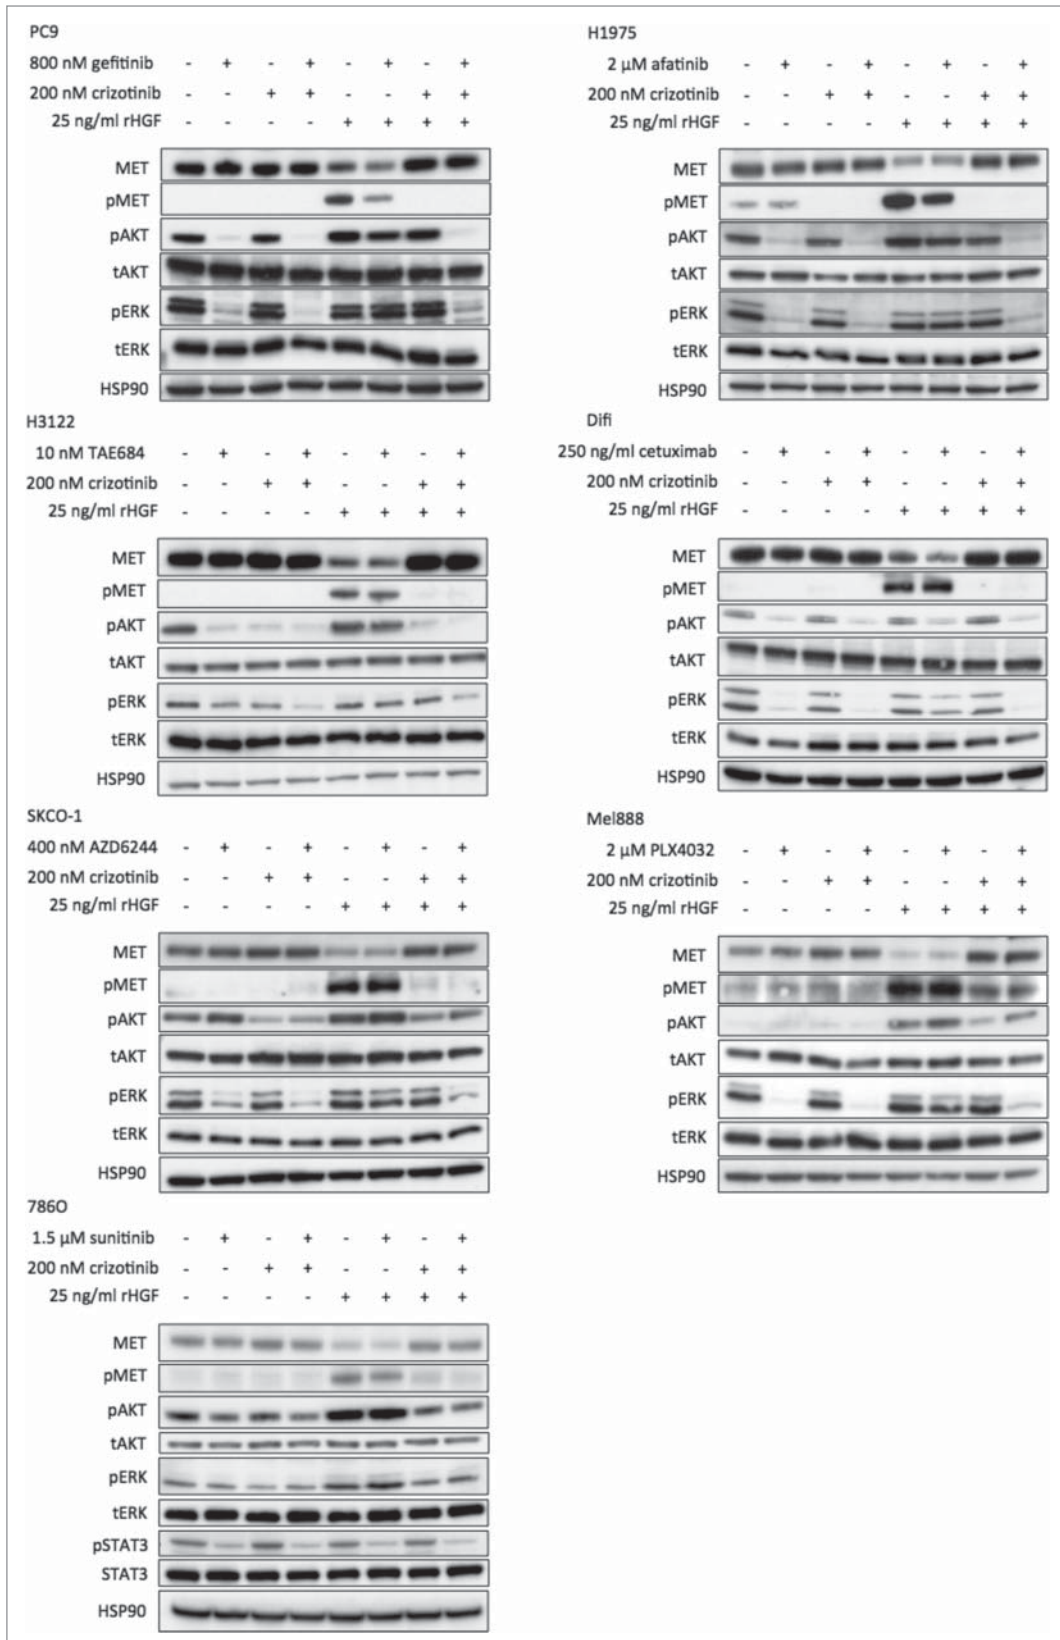 PC9
800 nM gefitinib - + - + - + - +
200 nM crizotinib - - + + - - + +
25 ng/ml rHGF - - - - + + + +
MET
pMET
pAKT
tAKT
pERK
tERK
HSP90
H1975
2 µM afatinib - + - + - + - +
200 nM crizotinib - - + + - - + +
25 ng/ml rHGF - - - - + + + +
MET
pMET
pAKT
tAKT
pERK
tERK
HSP90
H3122
10 nM TAE684 - + - + - + - +
200 nM crizotinib - - + + - - + +
25 ng/ml rHGF - - - - + + + +
MET
pMET
pAKT
tAKT
pERK
tERK
HSP90
Difi
250 ng/ml cetuximab - + - + - + - +
200 nM crizotinib - - + + - - + +
25 ng/ml rHGF - - - - + + + +
MET
pMET
pAKT
tAKT
pERK
tERK
HSP90
SKCO-1
400 nM AZD6244 - + - + - + - +
200 nM crizotinib - - + + - - + +
25 ng/ml rHGF - - - - + + + +
MET
pMET
pAKT
tAKT
pERK
tERK
HSP90
Mel888
2 µM PLX4032 - + - + - + - +
200 nM crizotinib - - + + - - + +
25 ng/ml rHGF - - - - + + + +
MET
pMET
pAKT
tAKT
pERK
tERK
HSP90
786O
1.5 µM sunitinib - + - + - + - +
200 nM crizotinib - - + + - - + +
25 ng/ml rHGF - - - - + + + +
MET
pMET
pAKT
tAKT
pERK
tERK
pSTAT3
STAT3
HSP90